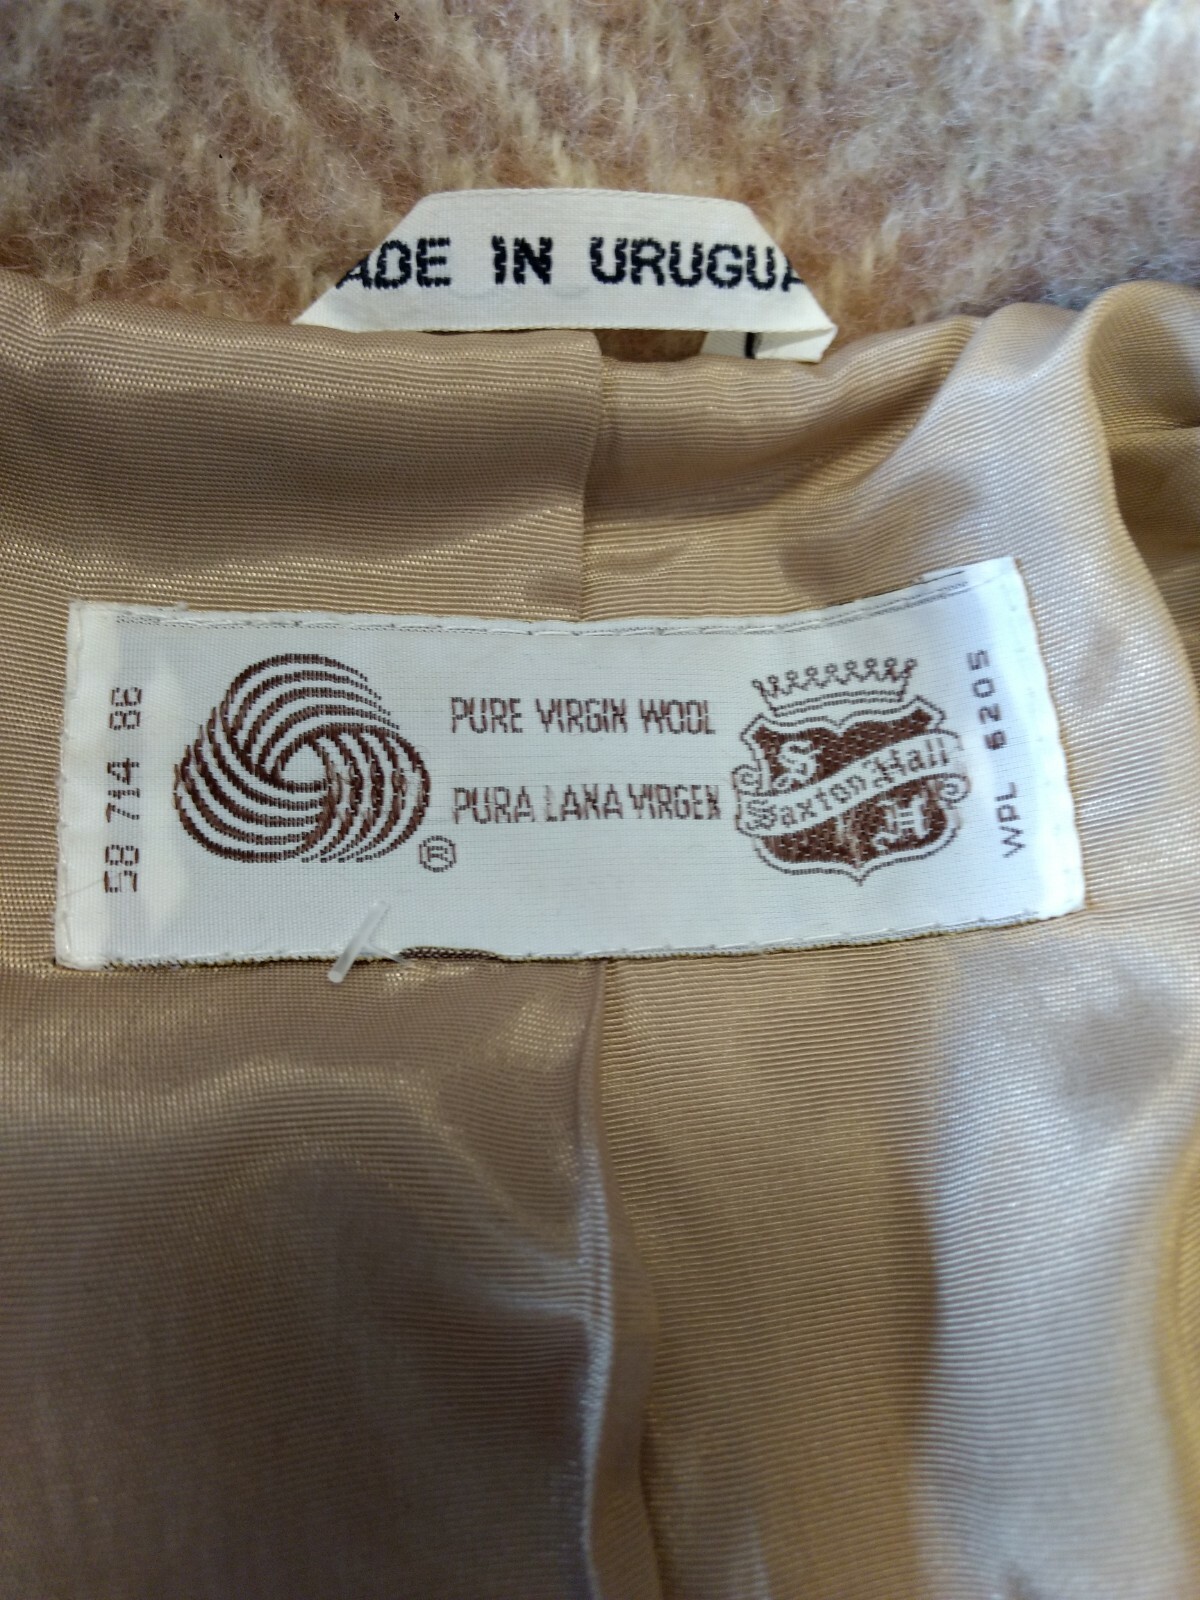 ADE IN URUGUA
58 714 86
PURE VIRGIN WOOL
PURA LANA VIRGEN
®
S
Saxton Hall
H
WPL 6205